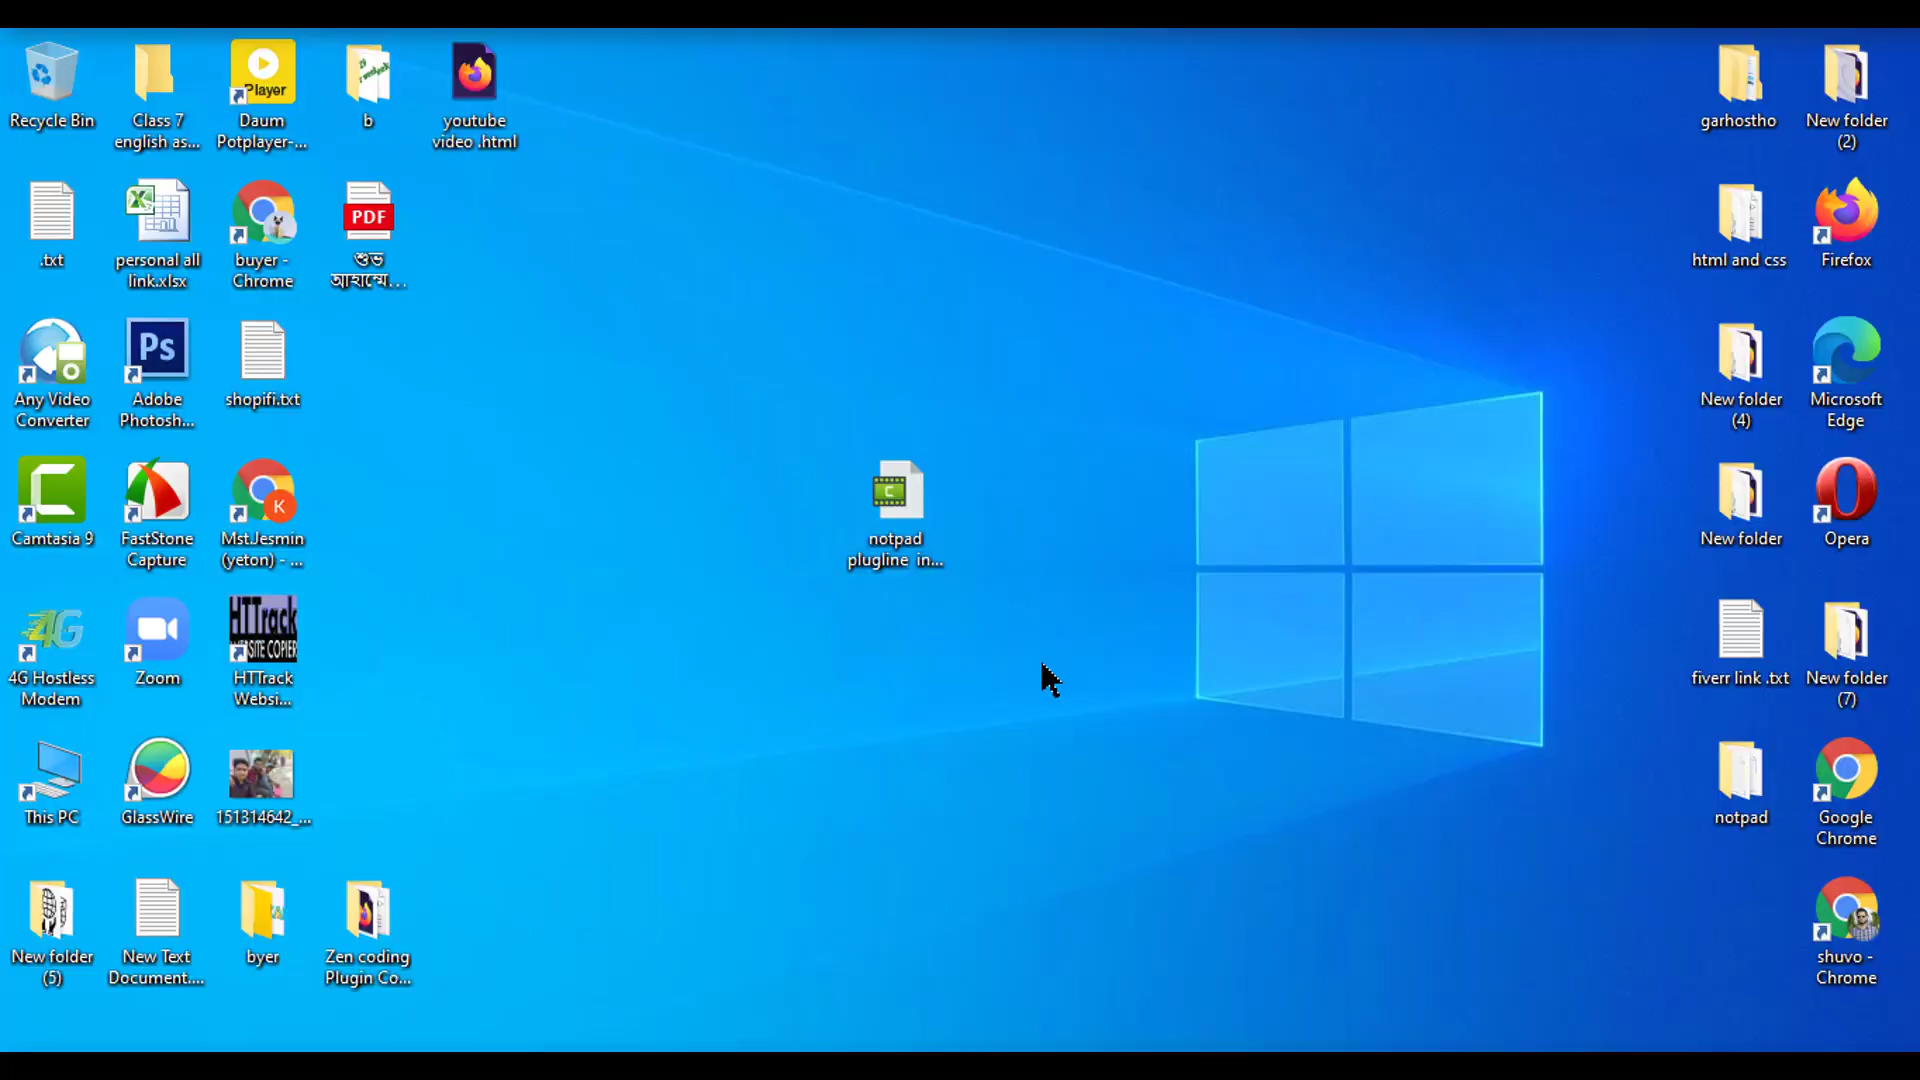 Recycle Bin
Class 7
english as...
Player
Daum
Potplayer-...
b
youtube
video .html
garhostho
New folder
(2)
.txt
personal all
link.xlsx
buyer -
Chrome
PDF
শুভ
html and css
Firefox
Any Video
Converter
Ps
Adobe
Photosh...
shopifi.txt
New folder
(4)
Microsoft
Edge
Camtasia 9
FastStone
Capture
K
MstJesmin
(yeton) - ...
C
notpad
plugline in...
New folder
Opera
4G
4G Hostless
Modem
Zoom
HTTrack
WEBSITE COPIER
HTTrack
Websi...
fiverr link .txt
New folder
(7)
This PC
GlassWire
151314642_...
notpad
Google
Chrome
New folder
(5)
New Text
Document....
byer
Zen coding
Plugin Co...
shuvo -
Chrome